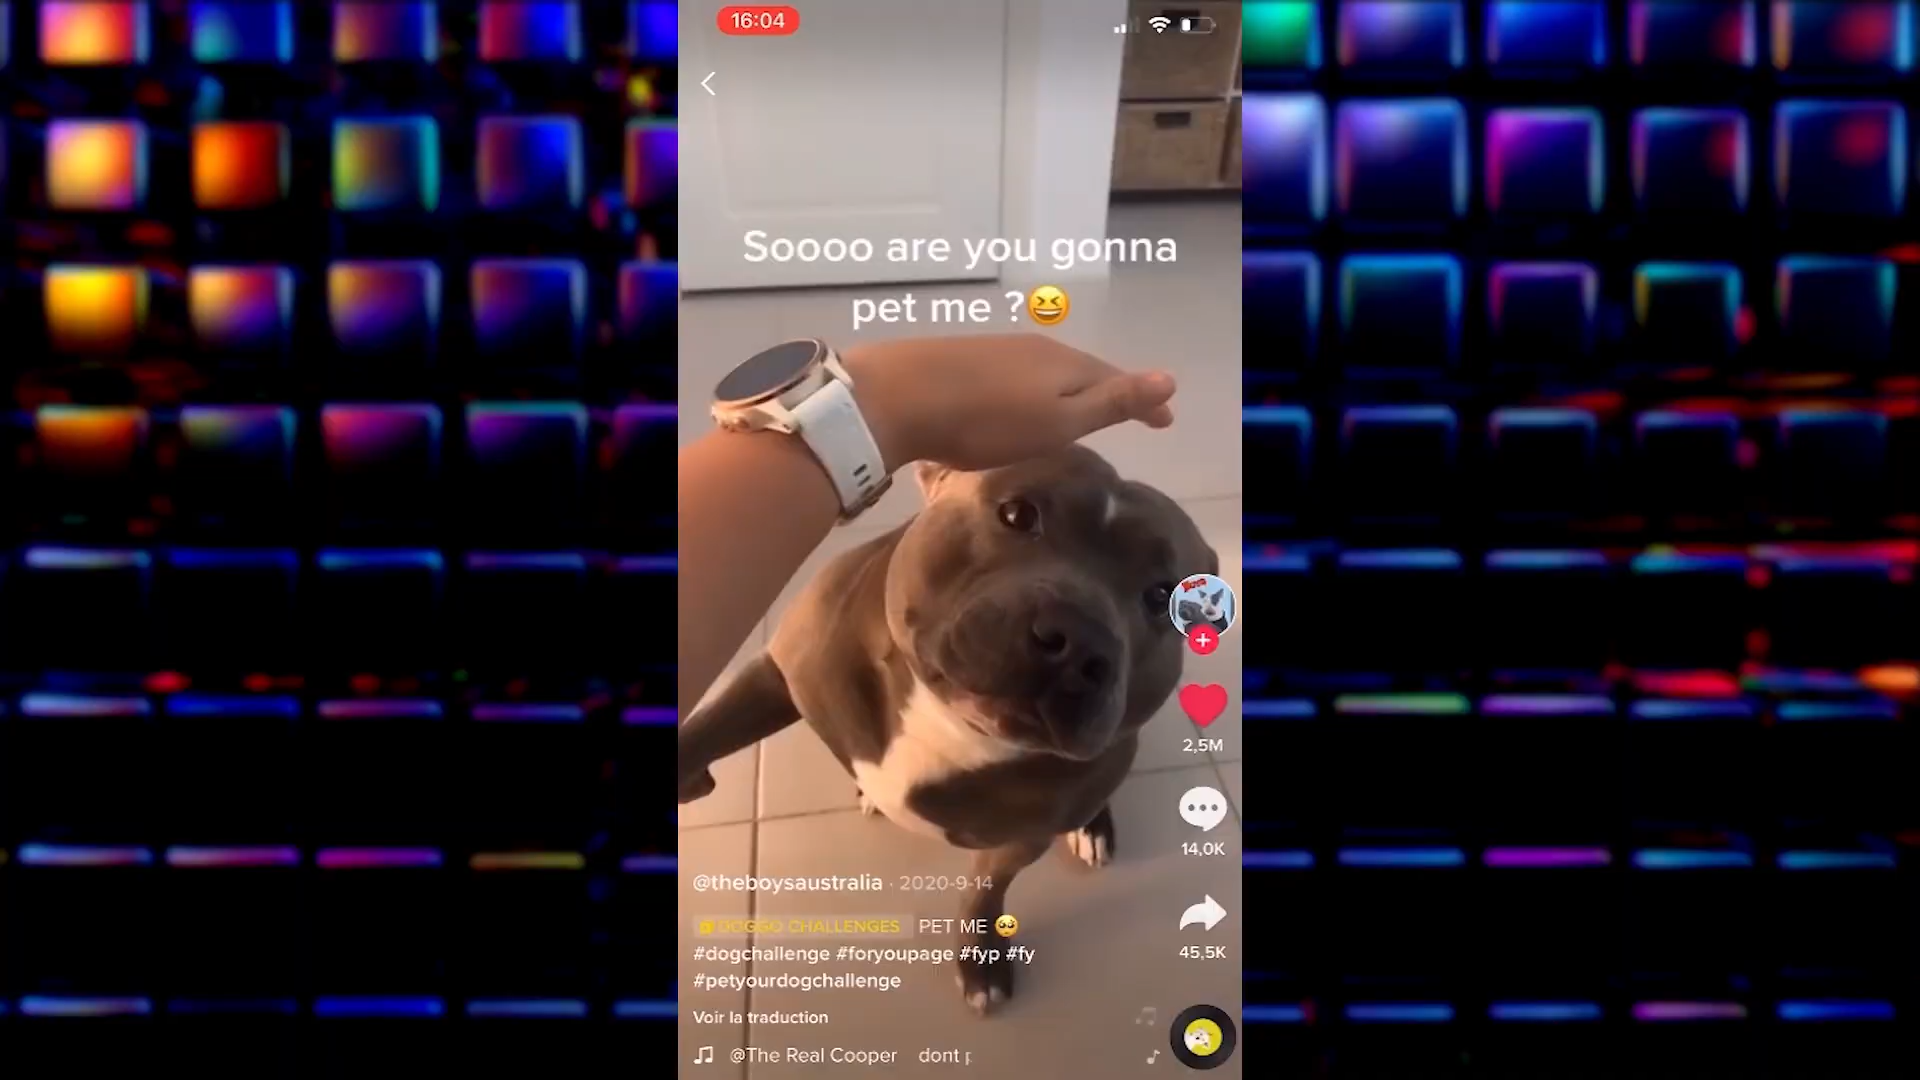 16:04
Soooo are you gonna
pet me ?😆
2,5M
14,0K
@theboysaustralia · 2020-9-14
45,5K
DOGGO CHALLENGES PET ME 🥺
#dogchallenge #foryoupage #fyp #fy
#petyourdogchallenge
Voir la traduction
@The Real Cooper dont